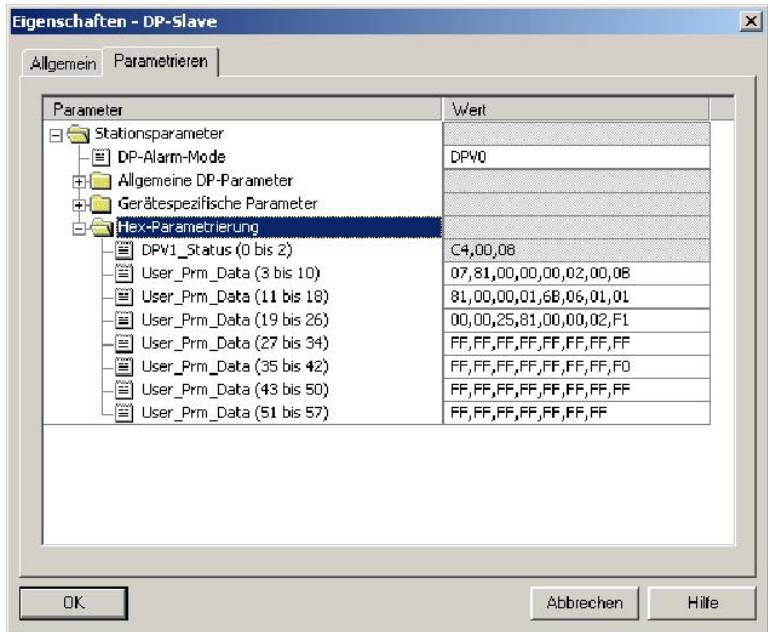 Eigenschaften - DP-Slave
Allgemein Parametrieren
Parameter Wert
Stationsparameter
DP-Alarm-Mode DPV0
Allgemeine DP-Parameter
Gerätespezifische Parameter
Hex-Parametrierung
DPV1_Status (0 bis 2) C4,00,08
User_Prm_Data (3 bis 10) 07,81,00,00,00,02,00,0B
User_Prm_Data (11 bis 18) 81,00,00,01,6B,06,01,01
User_Prm_Data (19 bis 26) 00,00,25,81,00,00,02,F1
User_Prm_Data (27 bis 34) FF,FF,FF,FF,FF,FF,FF,FF
User_Prm_Data (35 bis 42) FF,FF,FF,FF,FF,FF,FF,F0
User_Prm_Data (43 bis 50) FF,FF,FF,FF,FF,FF,FF,FF
User_Prm_Data (51 bis 57) FF,FF,FF,FF,FF,FF,FF
OK Abbrechen Hilfe